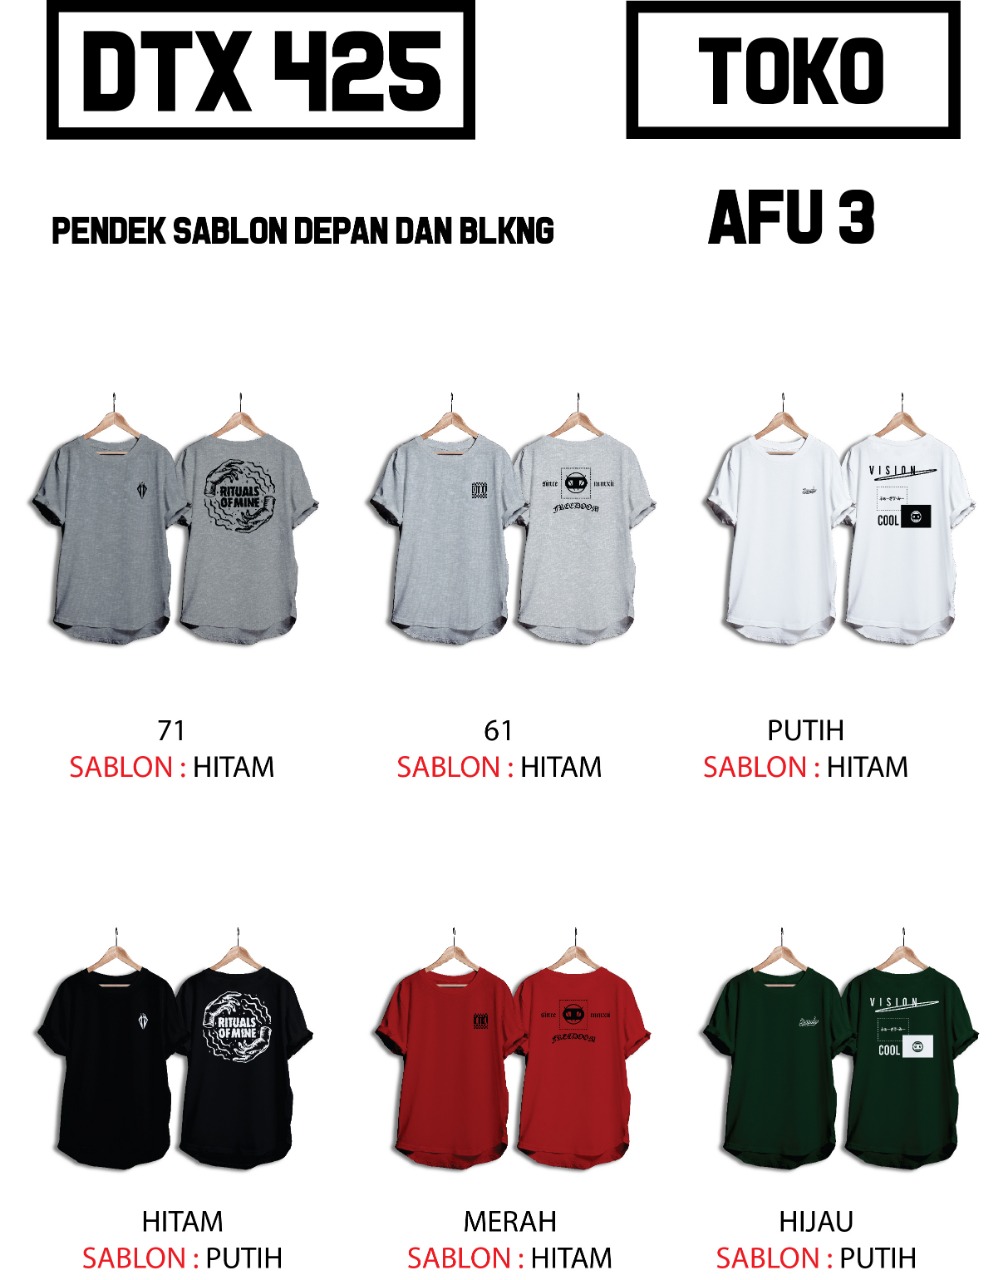 DTX 425
TOKO
PENDEK SABLON DEPAN DAN BLKNG
AFU 3
RITUALS
OF MINE
FREEDOOM
VISION
COOL
71
SABLON : HITAM
61
SABLON : HITAM
PUTIH
SABLON : HITAM
RITUALS
OF MINE
FREEDOOM
VISION
COOL
HITAM
SABLON : PUTIH
MERAH
SABLON : HITAM
HIJAU
SABLON : PUTIH